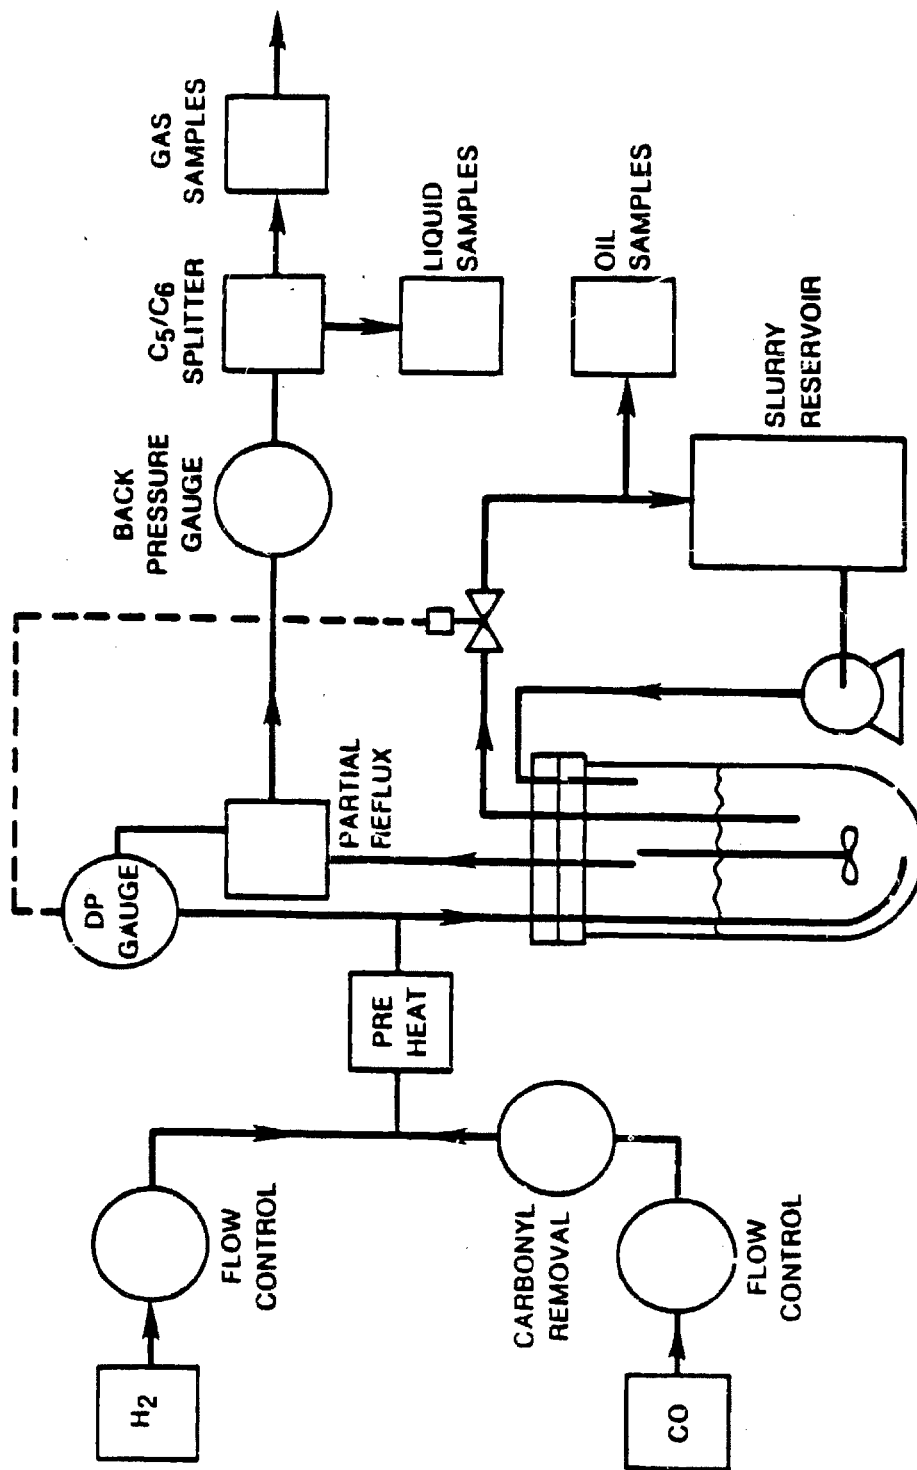 H2
FLOW
CONTROL
CO
FLOW
CONTROL
CARBONYL
REMOVAL
PRE
HEAT
DP
GAUGE
PARTIAL
REFLUX
BACK
PRESSURE
GAUGE
C5/C6
SPLITTER
GAS
SAMPLES
LIQUID
SAMPLES
OIL
SAMPLES
SLURRY
RESERVOIR